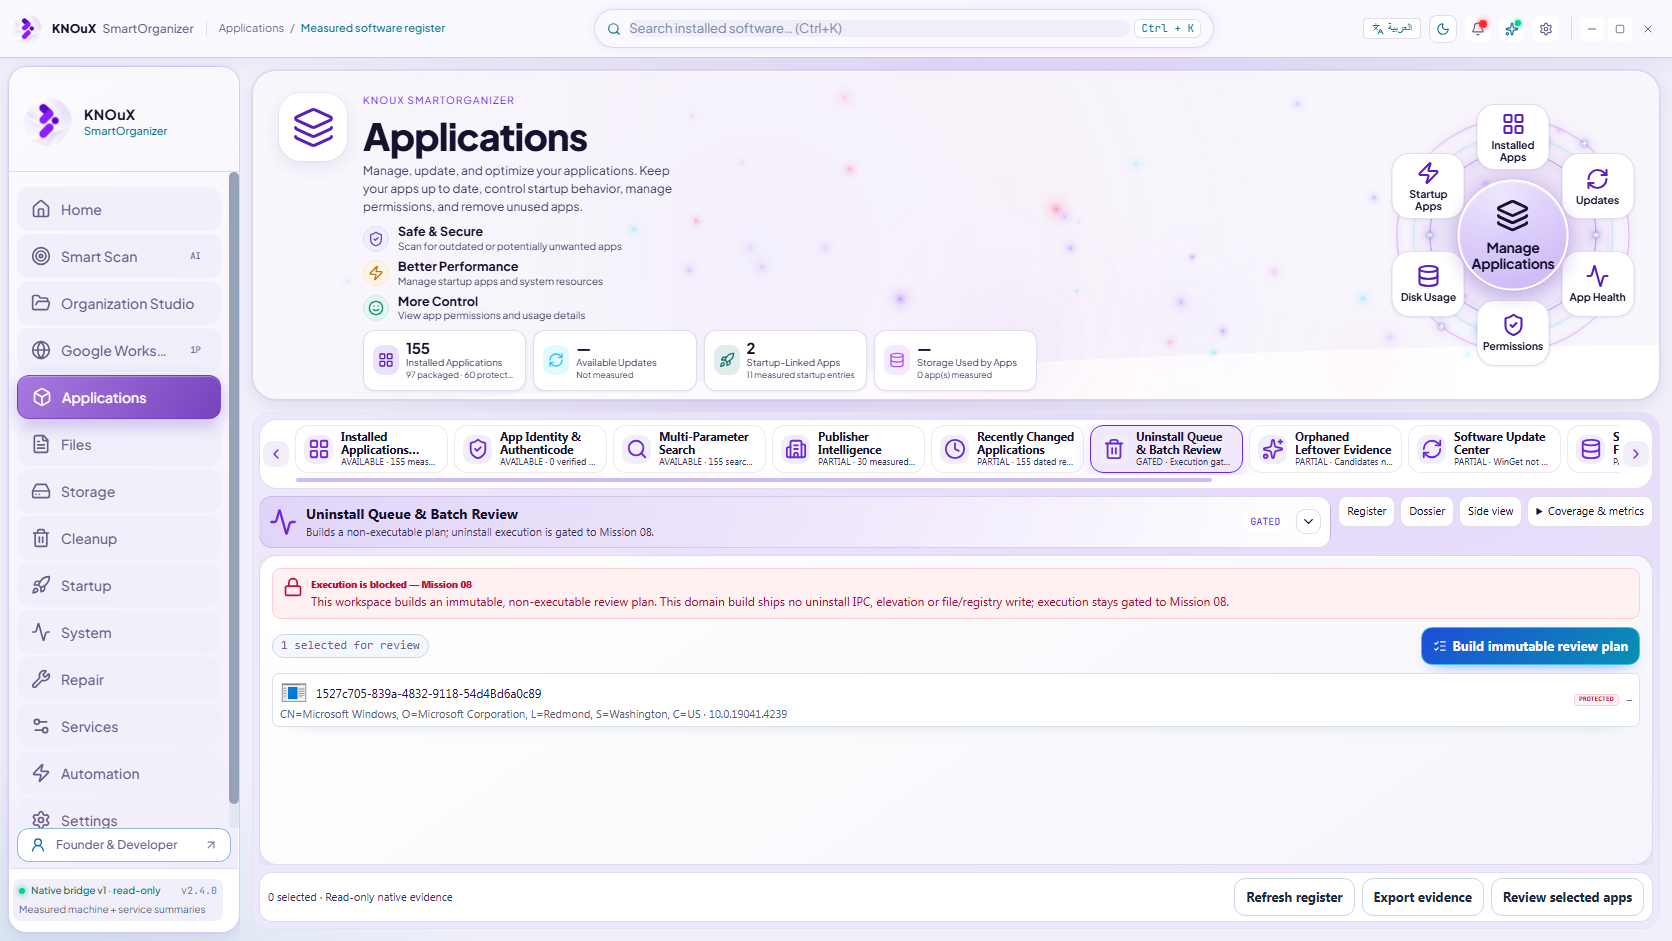 KNOuX SmartOrganizer
Applications / Measured software register
Search installed software... (Ctrl+K)
Ctrl + K
العربية
KNOuX
SmartOrganizer
Home
Smart Scan AI
Organization Studio
Google Works... 1P
Applications
Files
Storage
Cleanup
Startup
System
Repair
Services
Automation
Settings
Founder & Developer
Native bridge v1 · read-only v2.4.0
Measured machine + service summaries
KNOUX SMARTORGANIZER
Applications
Manage, update, and optimize your applications. Keep
your apps up to date, control startup behavior, manage
permissions, and remove unused apps.
Safe & Secure
Scan for outdated or potentially unwanted apps
Better Performance
Manage startup apps and system resources
More Control
View app permissions and usage details
155
Installed Applications
97 packaged · 60 protect...
—
Available Updates
Not measured
2
Startup-Linked Apps
11 measured startup entries
—
Storage Used by Apps
0 app(s) measured
Installed
Apps
Startup
Apps
Updates
Manage
Applications
Disk Usage
App Health
Permissions
Installed
Applications...
AVAILABLE · 155 meas...
App Identity &
Authenticode
AVAILABLE · 0 verified ...
Multi-Parameter
Search
AVAILABLE · 155 searc...
Publisher
Intelligence
PARTIAL · 30 measured...
Recently Changed
Applications
PARTIAL · 155 dated re...
Uninstall Queue
& Batch Review
GATED · Execution gat...
Orphaned
Leftover Evidence
PARTIAL · Candidates n...
Software Update
Center
PARTIAL · WinGet not ...
Uninstall Queue & Batch Review
Builds a non-executable plan; uninstall execution is gated to Mission 08.
GATED
Register
Dossier
Side view
Coverage & metrics
Execution is blocked — Mission 08
This workspace builds an immutable, non-executable review plan. This domain build ships no uninstall IPC, elevation or file/registry write; execution stays gated to Mission 08.
1 selected for review
Build immutable review plan
1527c705-839a-4832-9118-54d4Bd6a0c89
CN=Microsoft Windows, O=Microsoft Corporation, L=Redmond, S=Washington, C=US · 10.0.19041.4239
PROTECTED —
0 selected · Read-only native evidence
Refresh register
Export evidence
Review selected apps